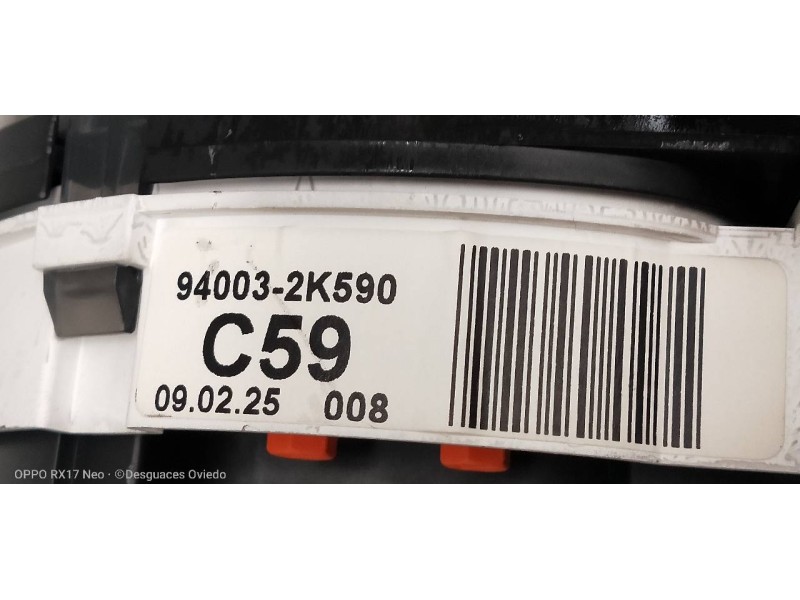 94003-2K590
C59
09.02.25 008
OPPO RX17 Neo · ©Desguaces Oviedo